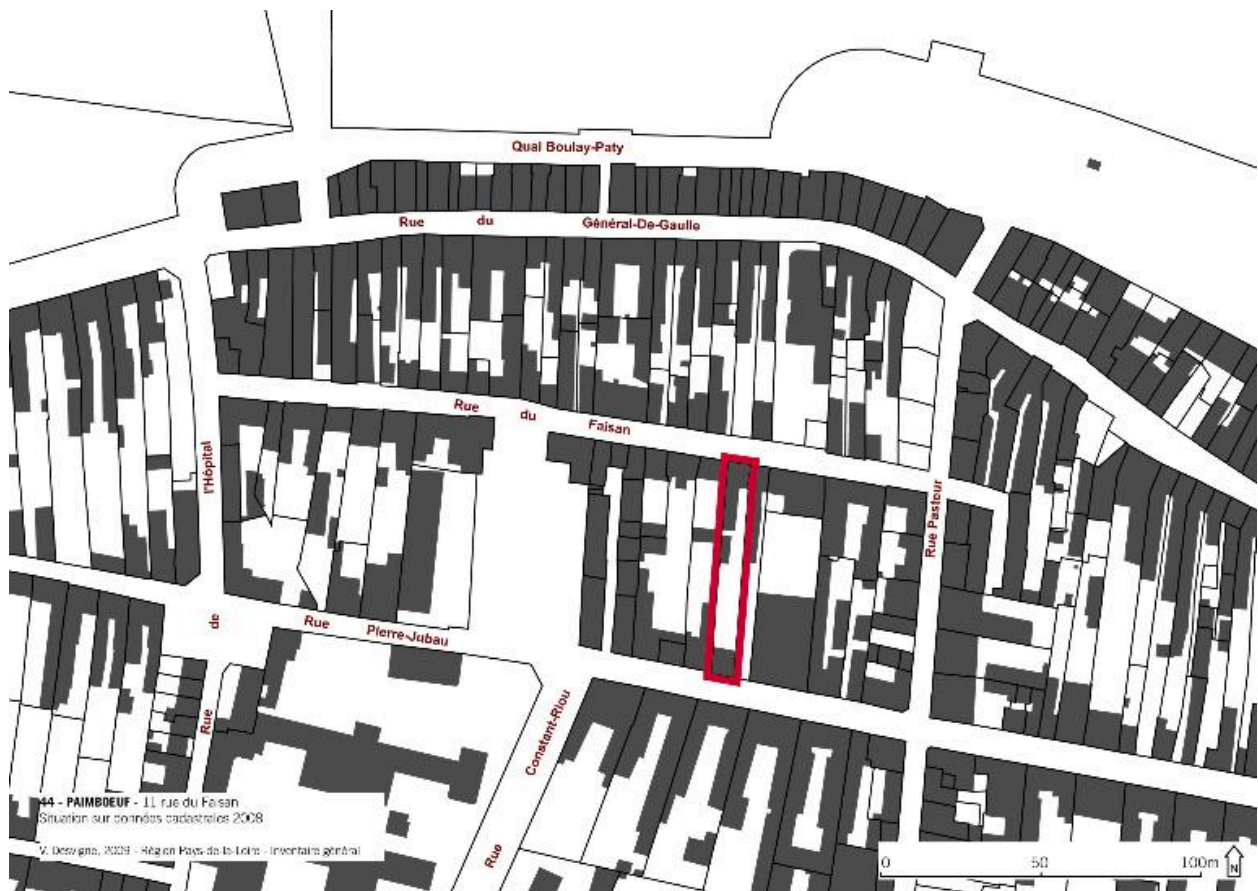 Quai Boulay-Paty
Rue du Général-De-Gaulle
Rue du Faisan
l'Hôpital
de
Rue
Rue Pasteur
Rue Pierre-Jubau
Constant-Riou
Rue
44 - PAIMBOEUF - 11 rue du Faisan
Situation sur données cadastrales 2008
V. Desvigne, 2009 - Région Pays-de-la-Loire - Inventaire général
0 50 100m
N